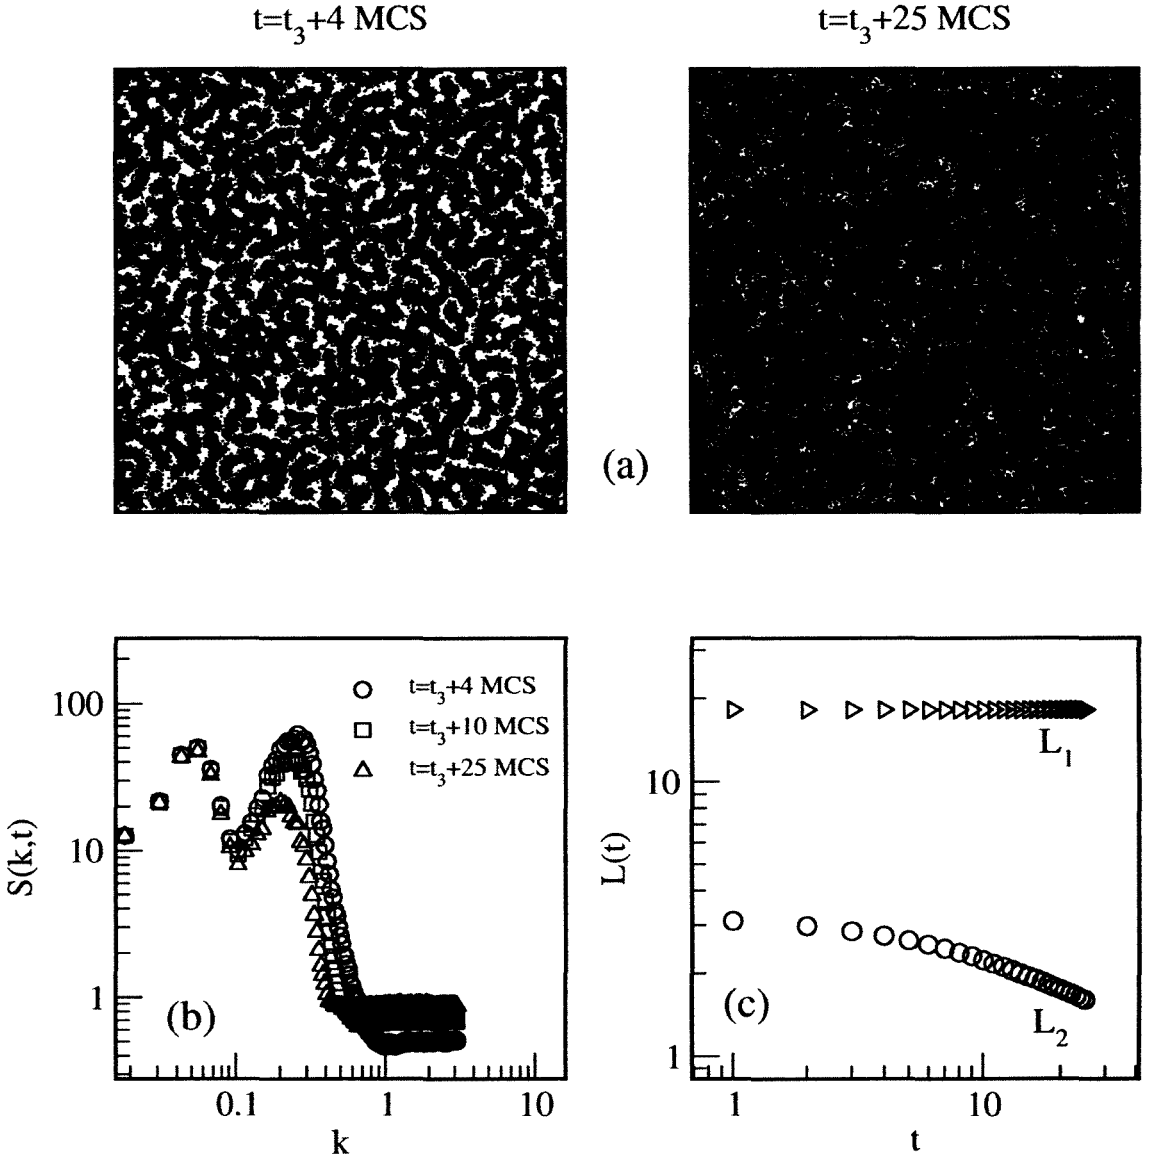 t=t₃+4 MCS
t=t₃+25 MCS
(a)
100
10
1
S(k,t)
t=t₃+4 MCS
t=t₃+10 MCS
t=t₃+25 MCS
(b)
0.1
1
10
k
10
1
L(t)
L₁
L₂
(c)
1
10
t